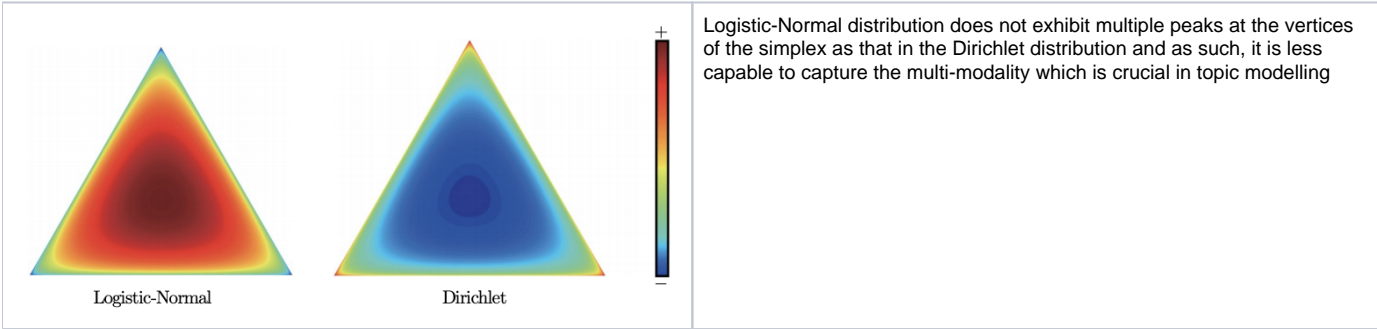 +
−
Logistic-Normal
Dirichlet
Logistic-Normal distribution does not exhibit multiple peaks at the vertices
of the simplex as that in the Dirichlet distribution and as such, it is less
capable to capture the multi-modality which is crucial in topic modelling